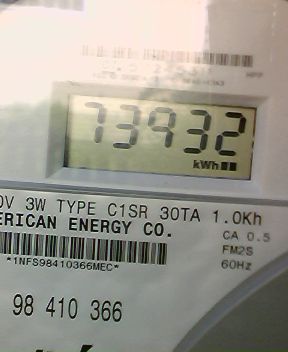 73932
kWh
0V 3W TYPE C1SR 30TA 1.0Kh
ERICAN ENERGY CO.
CA 0.5
FM2S
60Hz
*1NFS98410366MEC*
98 410 366